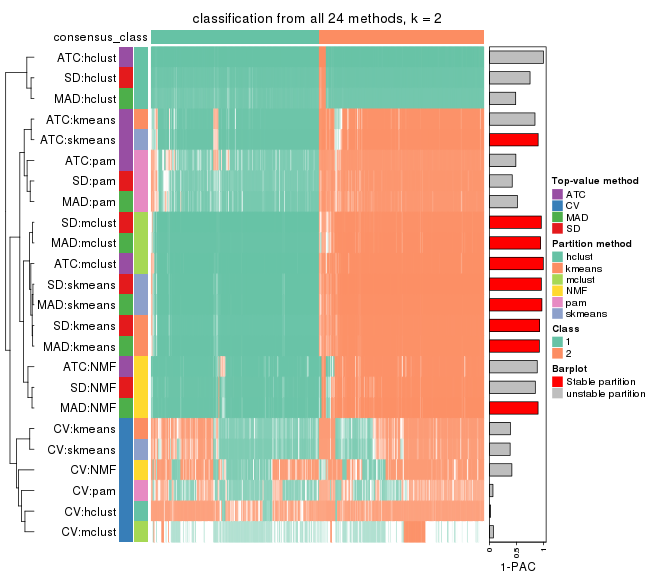 classification from all 24 methods, k = 2
consensus_class
ATC:hclust
SD:hclust
MAD:hclust
ATC:kmeans
ATC:skmeans
ATC:pam
SD:pam
MAD:pam
SD:mclust
MAD:mclust
ATC:mclust
SD:skmeans
MAD:skmeans
SD:kmeans
MAD:kmeans
ATC:NMF
SD:NMF
MAD:NMF
CV:kmeans
CV:skmeans
CV:NMF
CV:pam
CV:hclust
CV:mclust
0 0.5 1
1-PAC
Top-value method
ATC
CV
MAD
SD
Partition method
hclust
kmeans
mclust
NMF
pam
skmeans
Class
1
2
Barplot
Stable partition
unstable partition